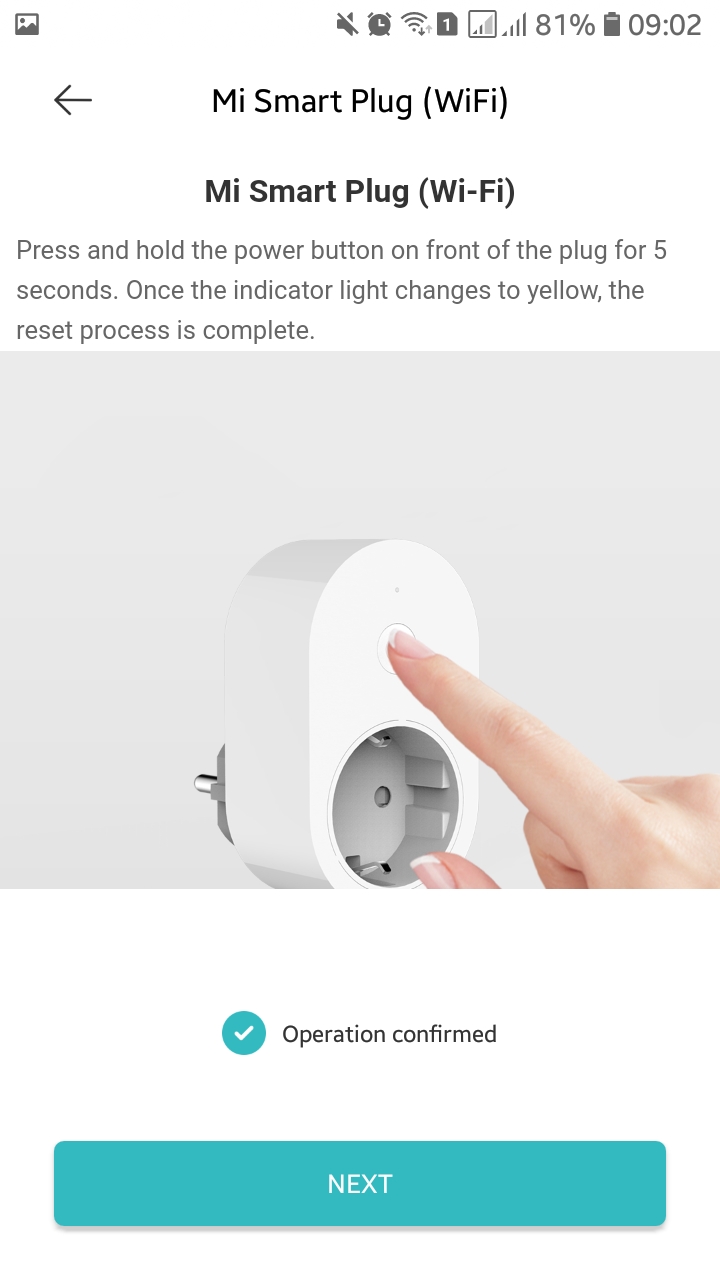 1 81% 09:02
Mi Smart Plug (WiFi)
Mi Smart Plug (Wi-Fi)
Press and hold the power button on front of the plug for 5
seconds. Once the indicator light changes to yellow, the
reset process is complete.
Operation confirmed
NEXT